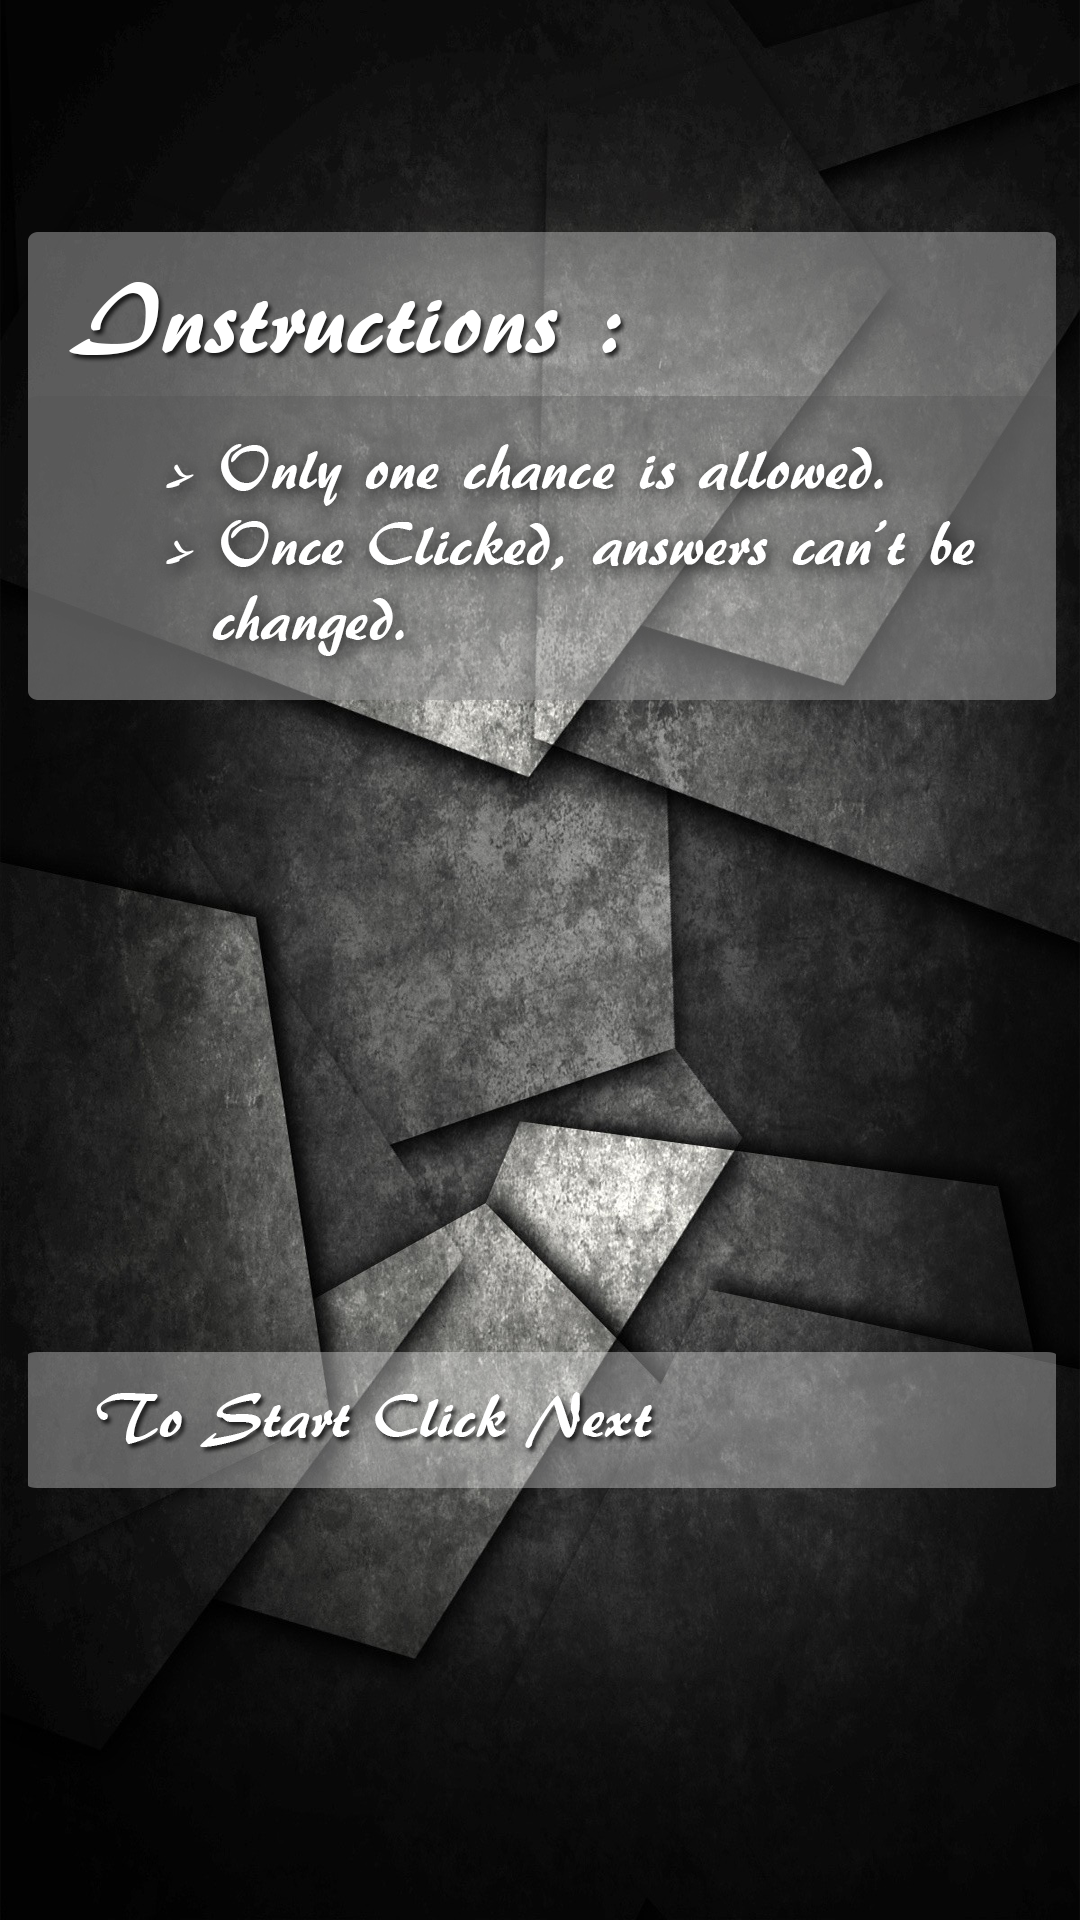 Instructions :
> Only one chance is allowed.
> Once Clicked, answers can't be
changed.
To Start Click Next